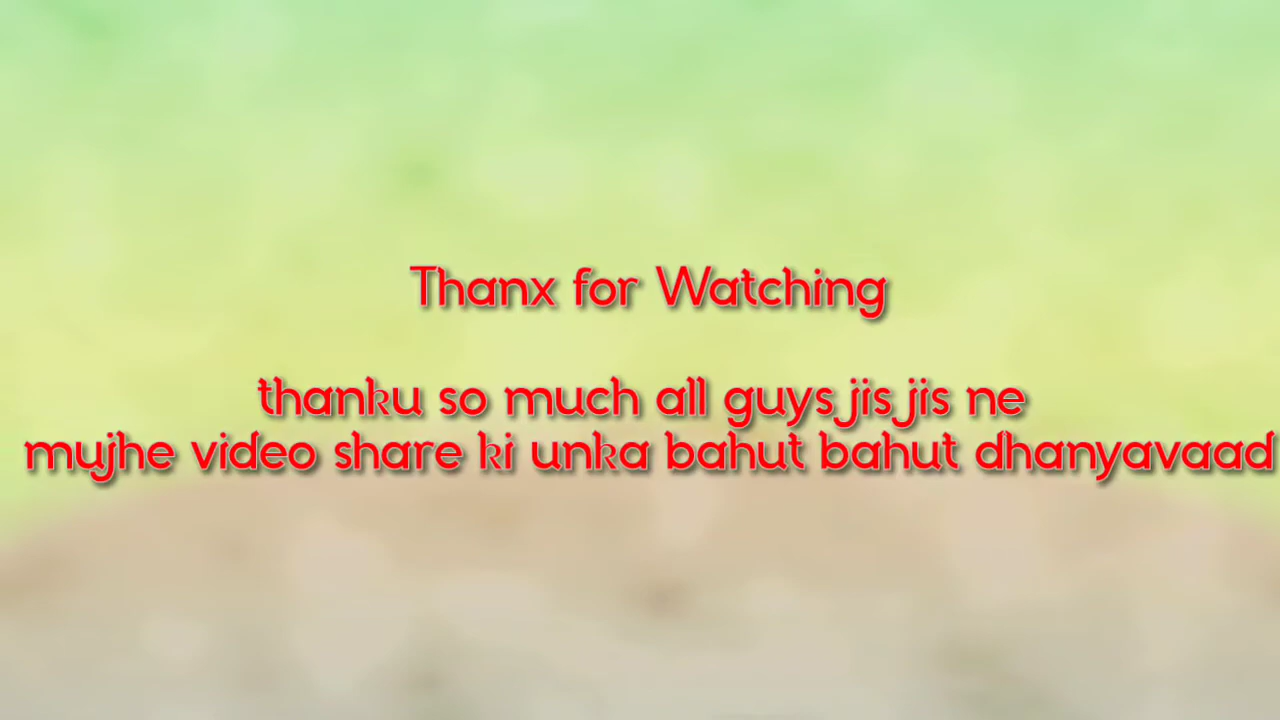 Thanx for Watching
thanku so much all guys jis jis ne
mujhe video share ki unka bahut bahut dhanyavaad